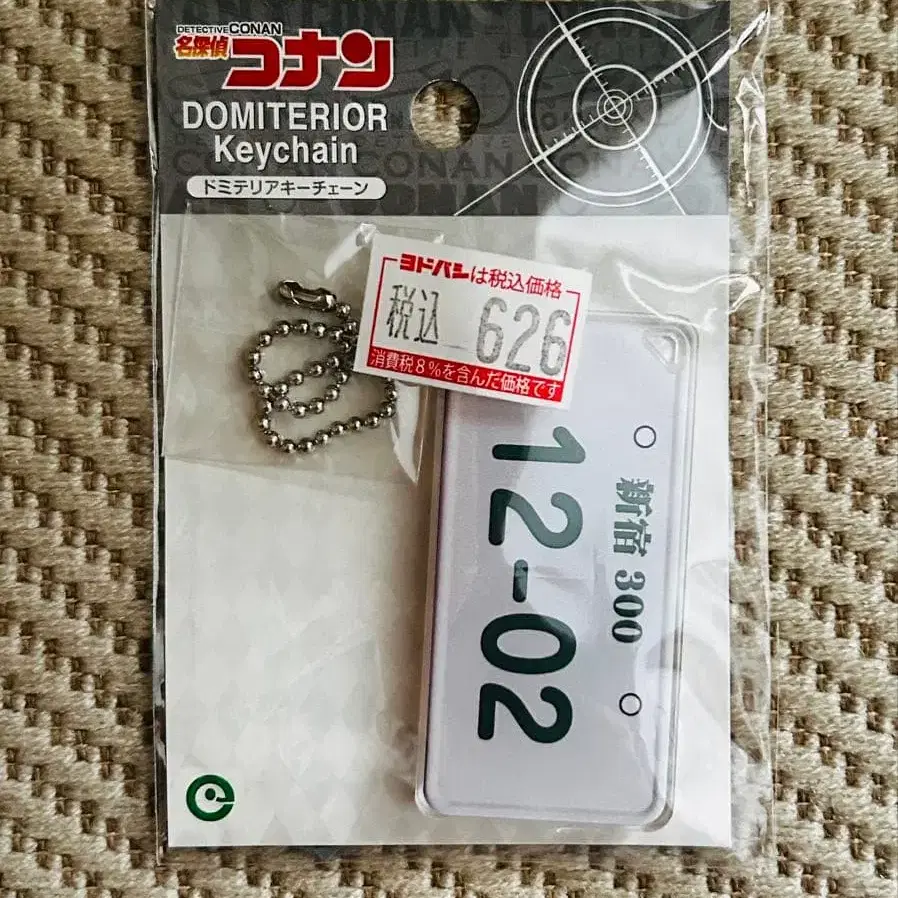 DETECTIVE CONAN
名探偵
コナン
DOMITERIOR
Keychain
ドミテリアキーチェーン
ヨドバシは税込価格
税込 626
消費税8%を含んだ価格です
新宿 300
12-02